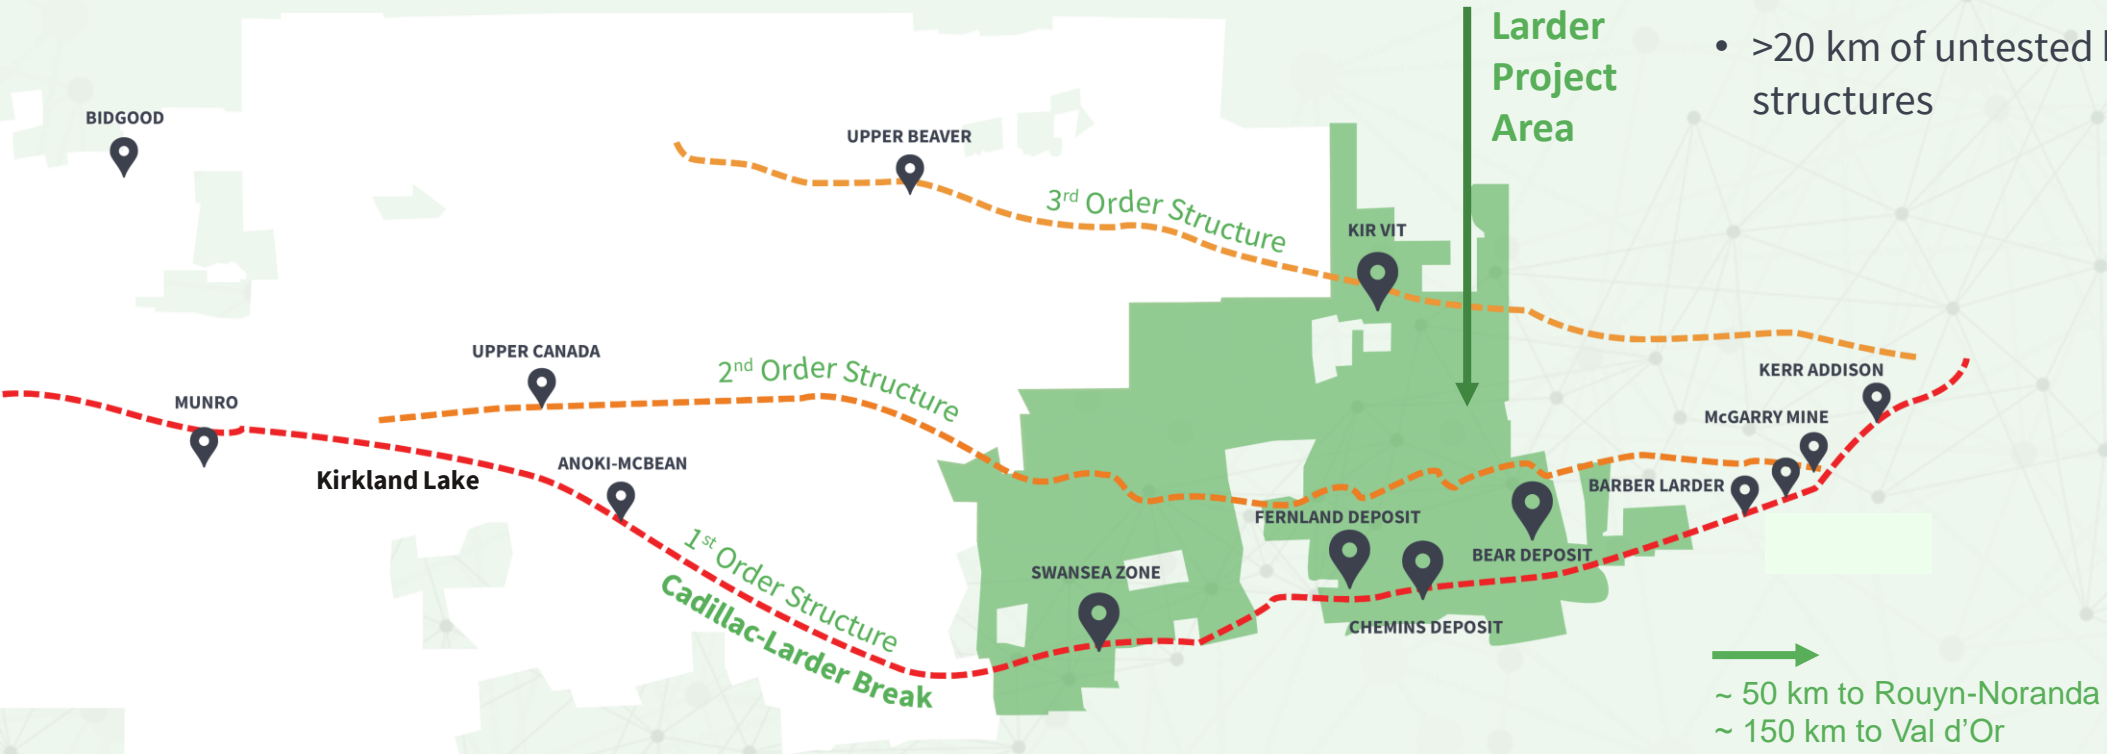 Larder
Project
Area
• >20 km of untested
structures
BIDGOOD
UPPER BEAVER
3rd Order Structure
KIR VIT
UPPER CANADA
2nd Order Structure
KERR ADDISON
MUNRO
McGARRY MINE
ANOKI-MCBEAN
Kirkland Lake
BARBER LARDER
FERNLAND DEPOSIT
1st Order Structure
Cadillac-Larder Break
BEAR DEPOSIT
SWANSEA ZONE
CHEMINS DEPOSIT
~ 50 km to Rouyn-Noranda
~ 150 km to Val d'Or